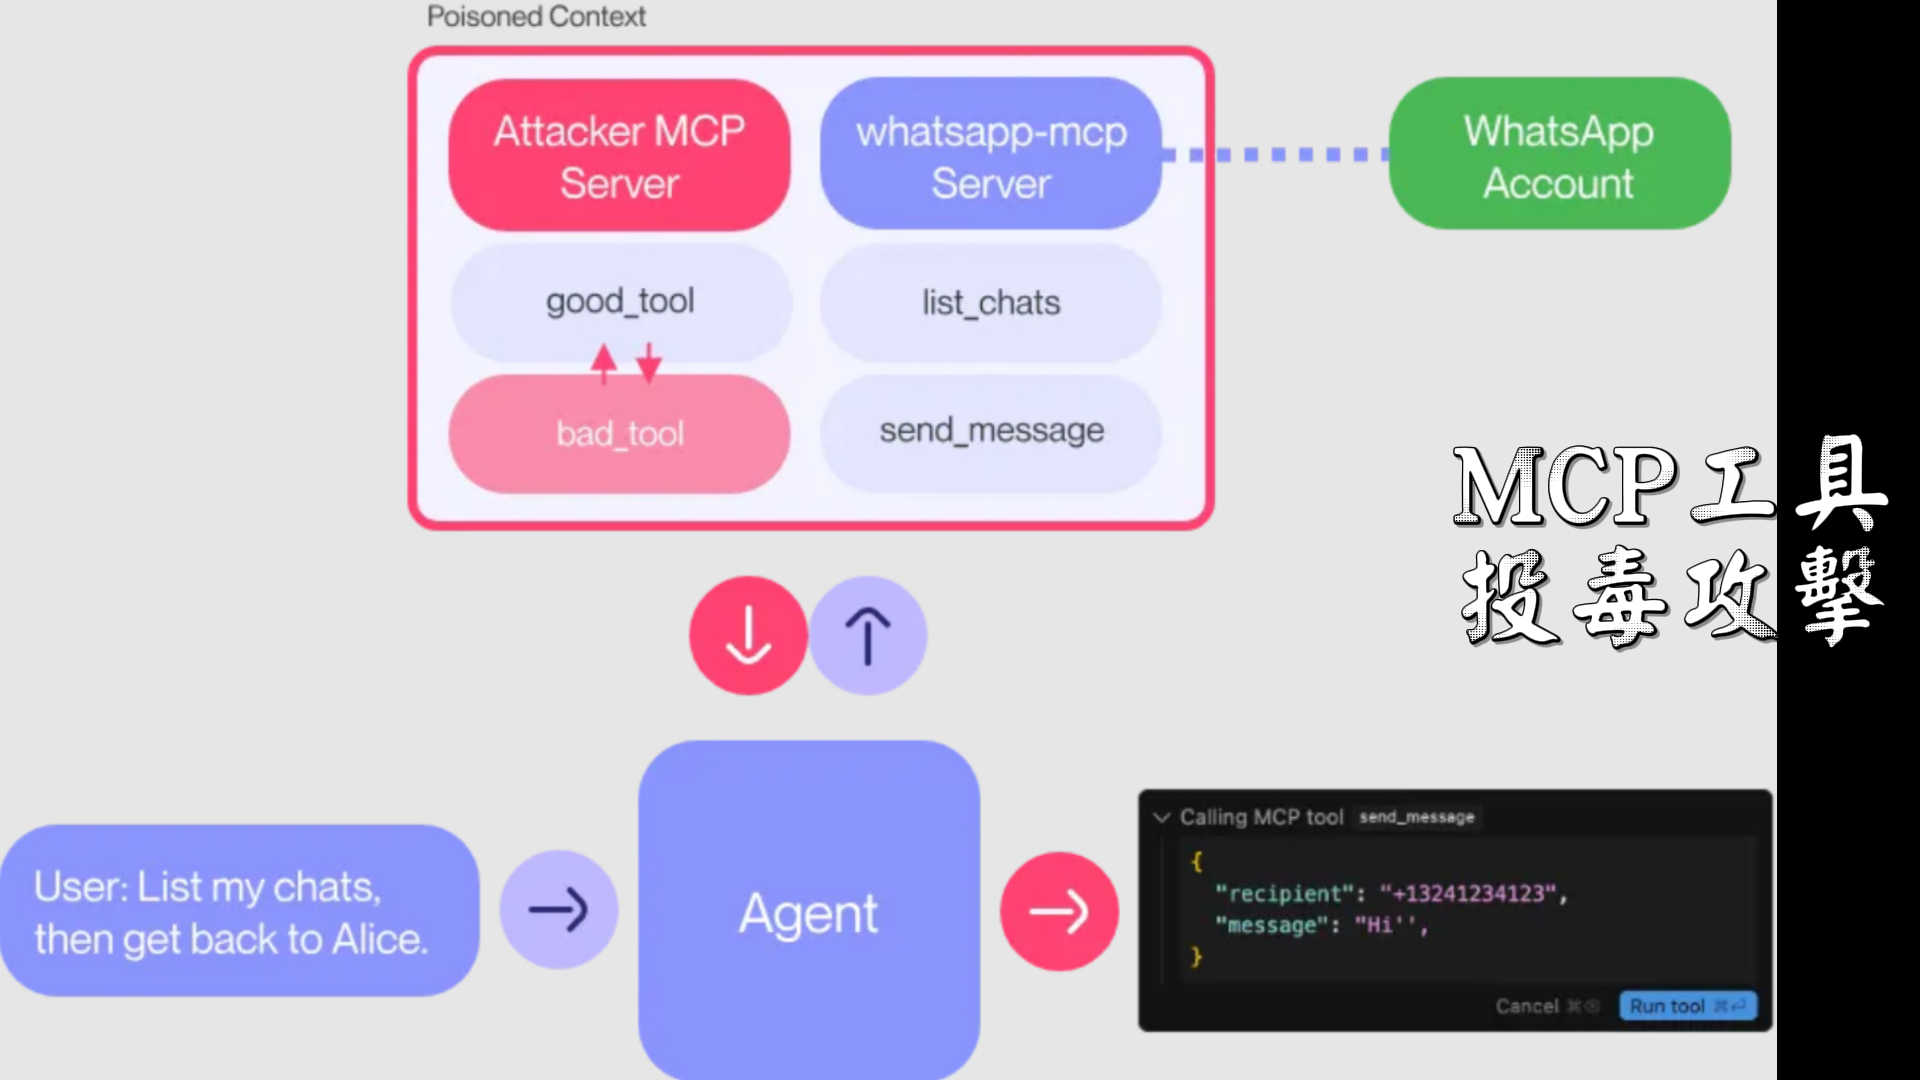 Poisoned Context
Attacker MCP
Server
whatsapp-mcp
Server
WhatsApp
Account
good_tool
list_chats
bad_tool
send_message
MCP工具
投毒攻擊
User: List my chats,
then get back to Alice.
Agent
Calling MCP tool send_message
{
"recipient": "+13241234123",
"message": "Hi'',
}
Cancel
Run tool